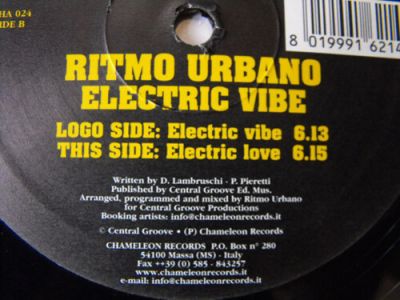 HA 024
8 019991 6214
RITMO URBANO
ELECTRIC VIBE
LOGO SIDE: Electric vibe 6.13
THIS SIDE: Electric love 6.15
Written by D. Lambruschi - P. Pieretti
Published by Central Groove Ed. Mus.
Arranged, programmed and mixed by Ritmo Urbano
for Central Groove Productions
Booking artists: info@chameleonrecords.it
© Central Groove • (P) Chameleon Records
CHAMELEON RECORDS P.O. Box n° 280
54100 Massa (MS) - Italy
Fax ++39 (0) 585 - 843257
www.chameleonrecords.it
e-mail: info@chameleonrecords.it